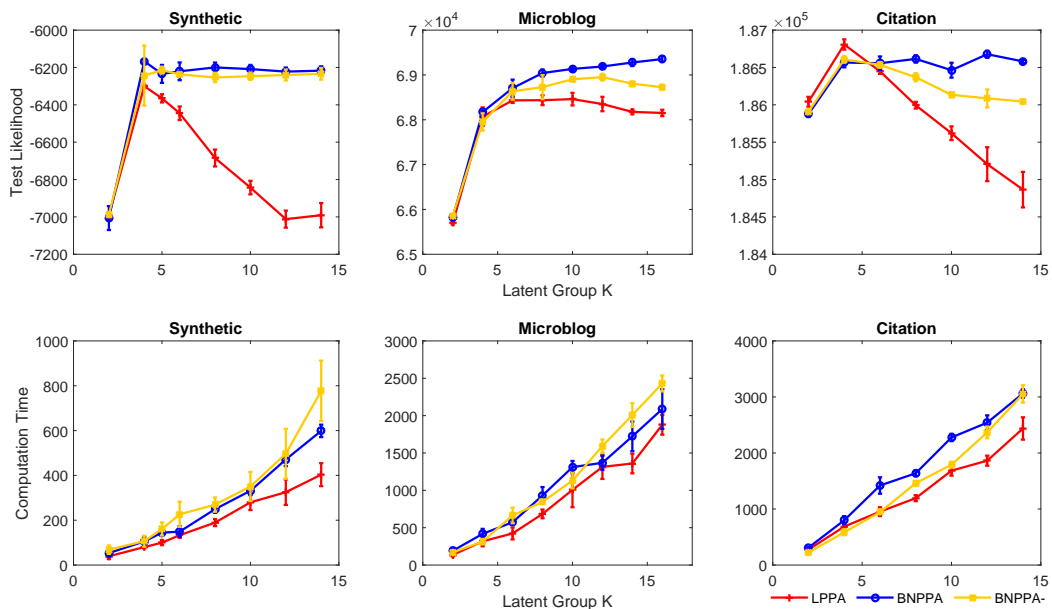 Synthetic
Microblog
Citation
Test Likelihood
-6000
-6200
-6400
-6600
-6800
-7000
-7200
0 5 10 15
7 ×10⁴
6.9
6.8
6.7
6.6
6.5
0 5 10 15
Latent Group K
1.87 ×10⁵
1.865
1.86
1.855
1.85
1.845
1.84
0 5 10 15
Synthetic
Microblog
Citation
Computation Time
1000
800
600
400
200
0
0 5 10 15
3000
2500
2000
1500
1000
500
0
0 5 10 15
Latent Group K
4000
3000
2000
1000
0
0 5 10 15
LPPA BNPPA BNPPA-